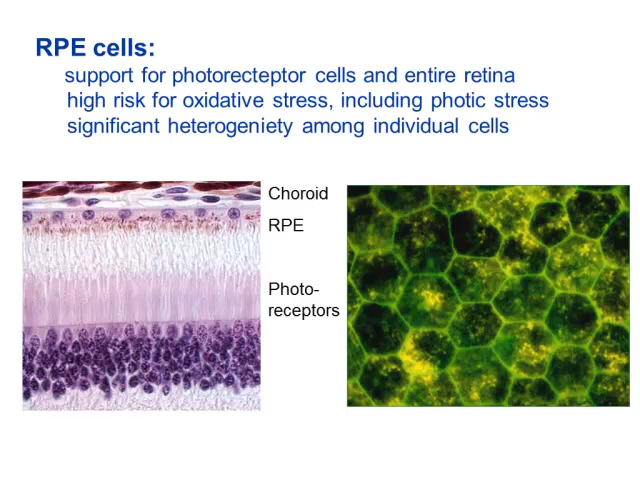 RPE cells:
support for photorecteptor cells and entire retina
high risk for oxidative stress, including photic stress
significant heterogeniety among individual cells
Choroid
RPE
Photo-
receptors